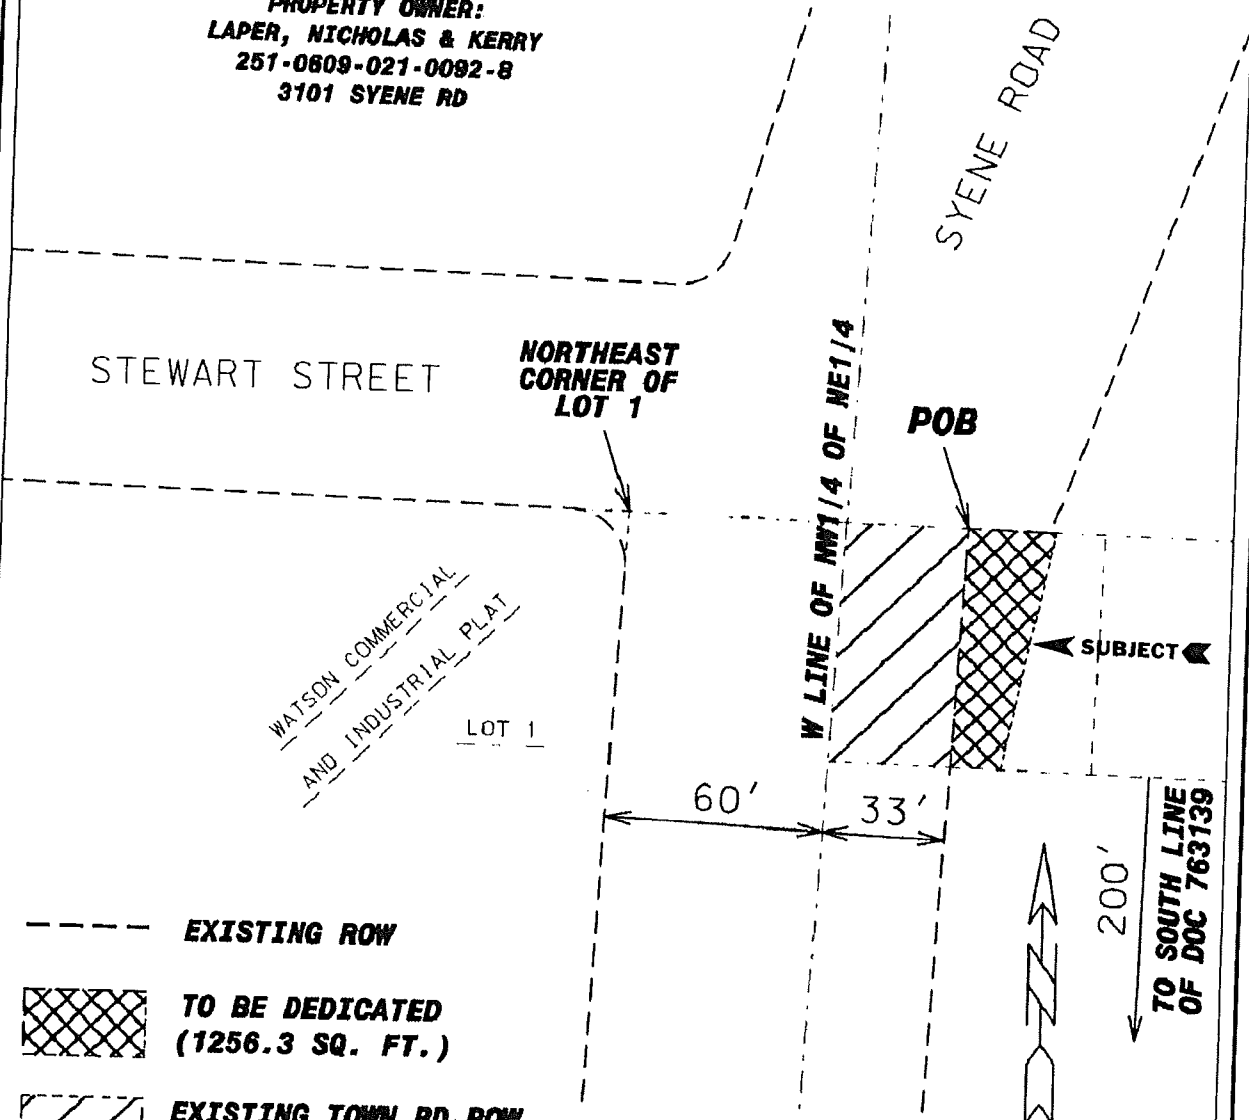 PROPERTY OWNER:
LAPER, NICHOLAS & KERRY
251-0609-021-0092-8
3101 SYENE RD
SYENE ROAD
STEWART STREET
NORTHEAST
CORNER OF
LOT 1
W LINE OF NW1/4 OF NE1/4
POB
SUBJECT
WATSON COMMERCIAL
AND INDUSTRIAL PLAT
LOT 1
60'
33'
200'
TO SOUTH LINE
OF DOC 763139
N
EXISTING ROW
TO BE DEDICATED
(1256.3 SQ. FT.)
EXISTING TOWN RD.ROW